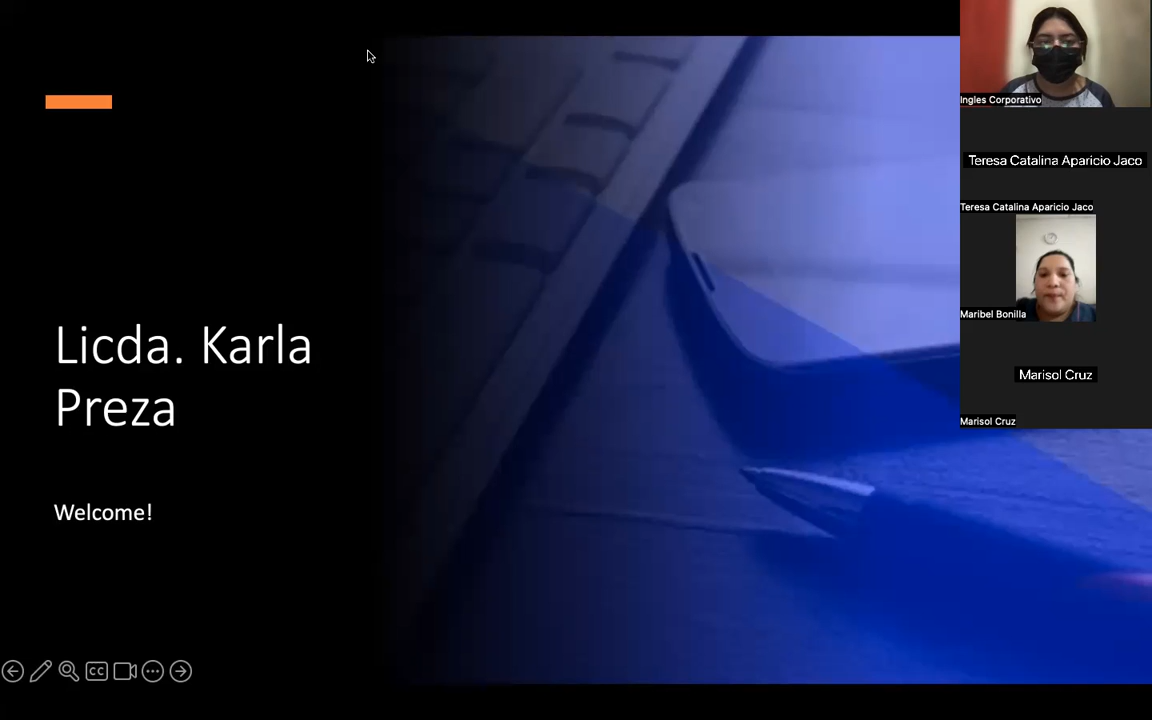 Licda. Karla
Preza
Welcome!
CC
Ingles Corporativo
Teresa Catalina Aparicio Jaco
Teresa Catalina Aparicio Jaco
Maribel Bonilla
Marisol Cruz
Marisol Cruz